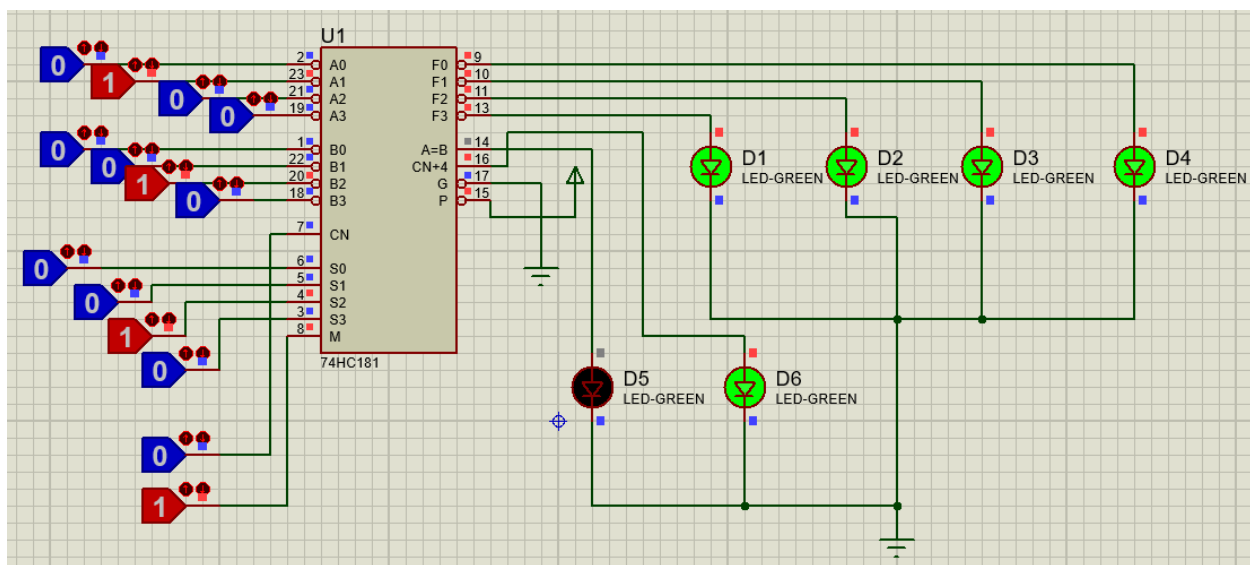 U1
0 2 A0 F0 9
1 23 A1 F1 10
0 21 A2 F2 11
0 19 A3 F3 13
0 1 B0 A=B 14
0 22 B1 CN+4 16
1 20 B2 G 17
0 18 B3 P 15
7 CN
0 6 S0
0 5 S1
1 4 S2
0 3 S3
8 M
74HC181
0
1
D1
LED-GREEN
D2
LED-GREEN
D3
LED-GREEN
D4
LED-GREEN
D5
LED-GREEN
D6
LED-GREEN